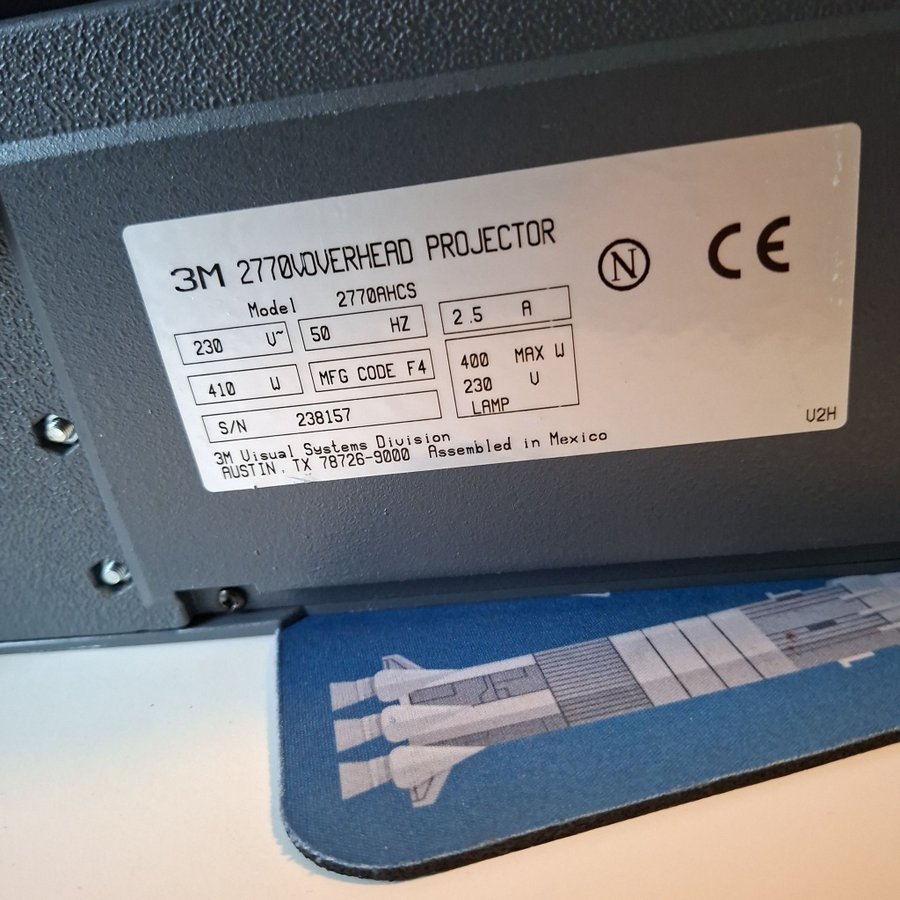 3M 2770VOVERHEAD PROJECTOR
N
CE
Model 2770AHCS
230 V~
50 HZ
2.5 A
410 W
MFG CODE F4
400 MAX W
230 V
LAMP
S/N 238157
3M Visual Systems Division
AUSTIN, TX 78726-9000 Assembled in Mexico
V2H